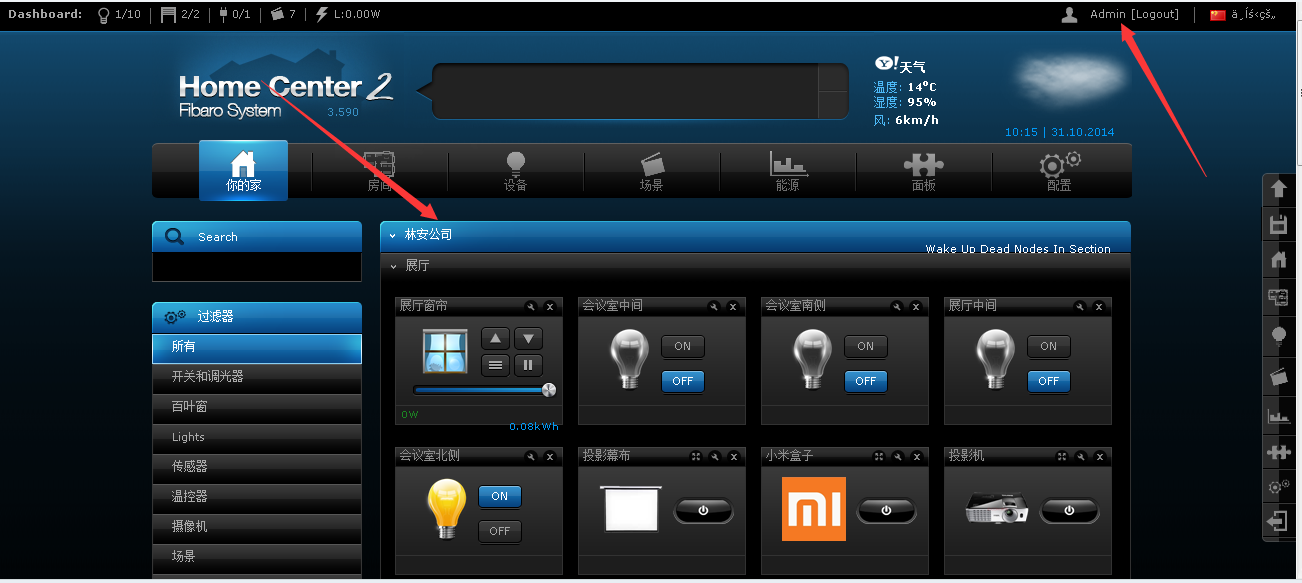 Dashboard: 1/10 2/2 0/1 7 L:0.00W Admin [Logout]
Home Center 2
Fibaro System 3.590
Y! 天气
温度: 14°C
湿度: 95%
风: 6km/h
10:15 | 31.10.2014
你的家 房间 设备 场景 能源 面板 配置
Search
林安公司
Wake Up Dead Nodes In Section
展厅
过滤器
所有
开关和调光器
百叶窗
Lights
传感器
温控器
摄像机
场景
展厅窗帘 会议室中间 会议室南侧 展厅中间
ON ON ON
OFF OFF OFF
0W
0.08kWh
会议室北侧 投影幕布 小米盒子 投影机
ON
OFF
mi